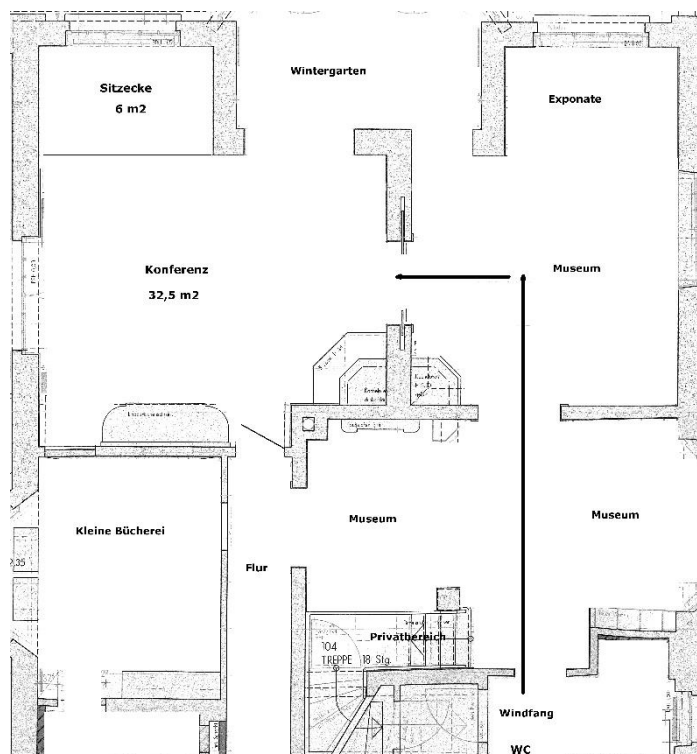 Wintergarten
Sitzecke
6 m2
Exponate
Konferenz
32,5 m2
Museum
Kleine Bücherei
Museum
Museum
Flur
Privatbereich
104
TREPPE 18 Stg.
Windfang
WC